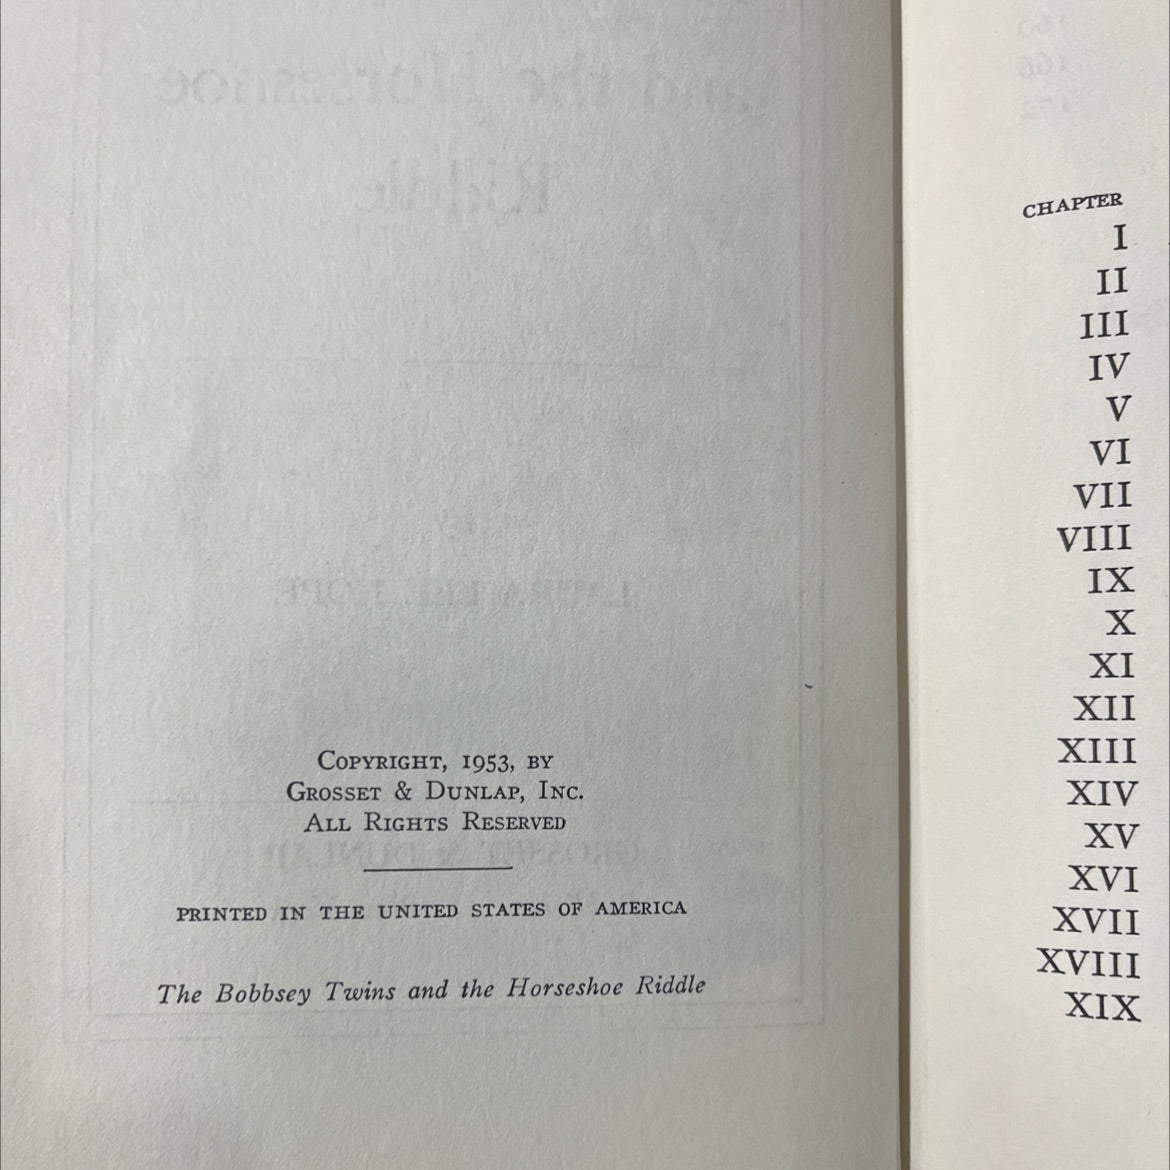 Copyright, 1953, by
Grosset & Dunlap, Inc.
All Rights Reserved
PRINTED IN THE UNITED STATES OF AMERICA
The Bobbsey Twins and the Horseshoe Riddle
CHAPTER
I
II
III
IV
V
VI
VII
VIII
IX
X
XI
XII
XIII
XIV
XV
XVI
XVII
XVIII
XIX